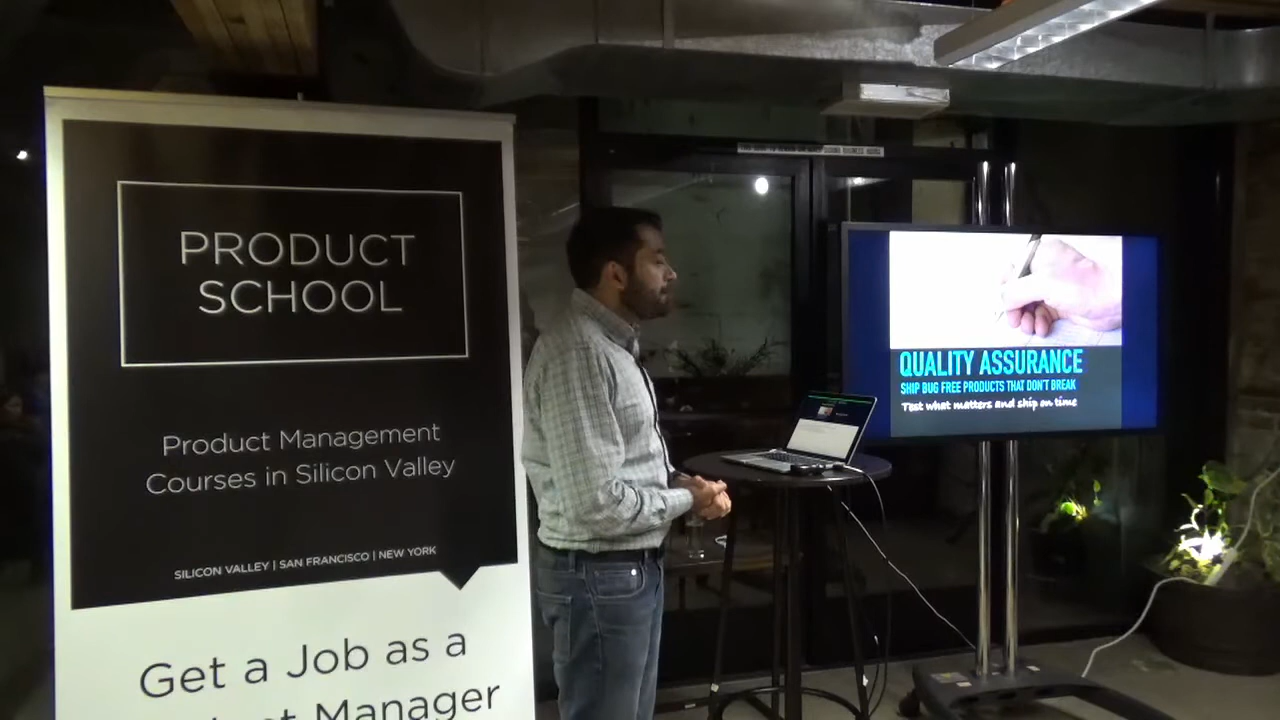 PRODUCT
SCHOOL
Product Management
Courses in Silicon Valley
SILICON VALLEY | SAN FRANCISCO | NEW YORK
Get a Job as a
Manager
QUALITY ASSURANCE
SHIP BUG FREE PRODUCTS THAT DON'T BREAK
Test what matters and ship on time